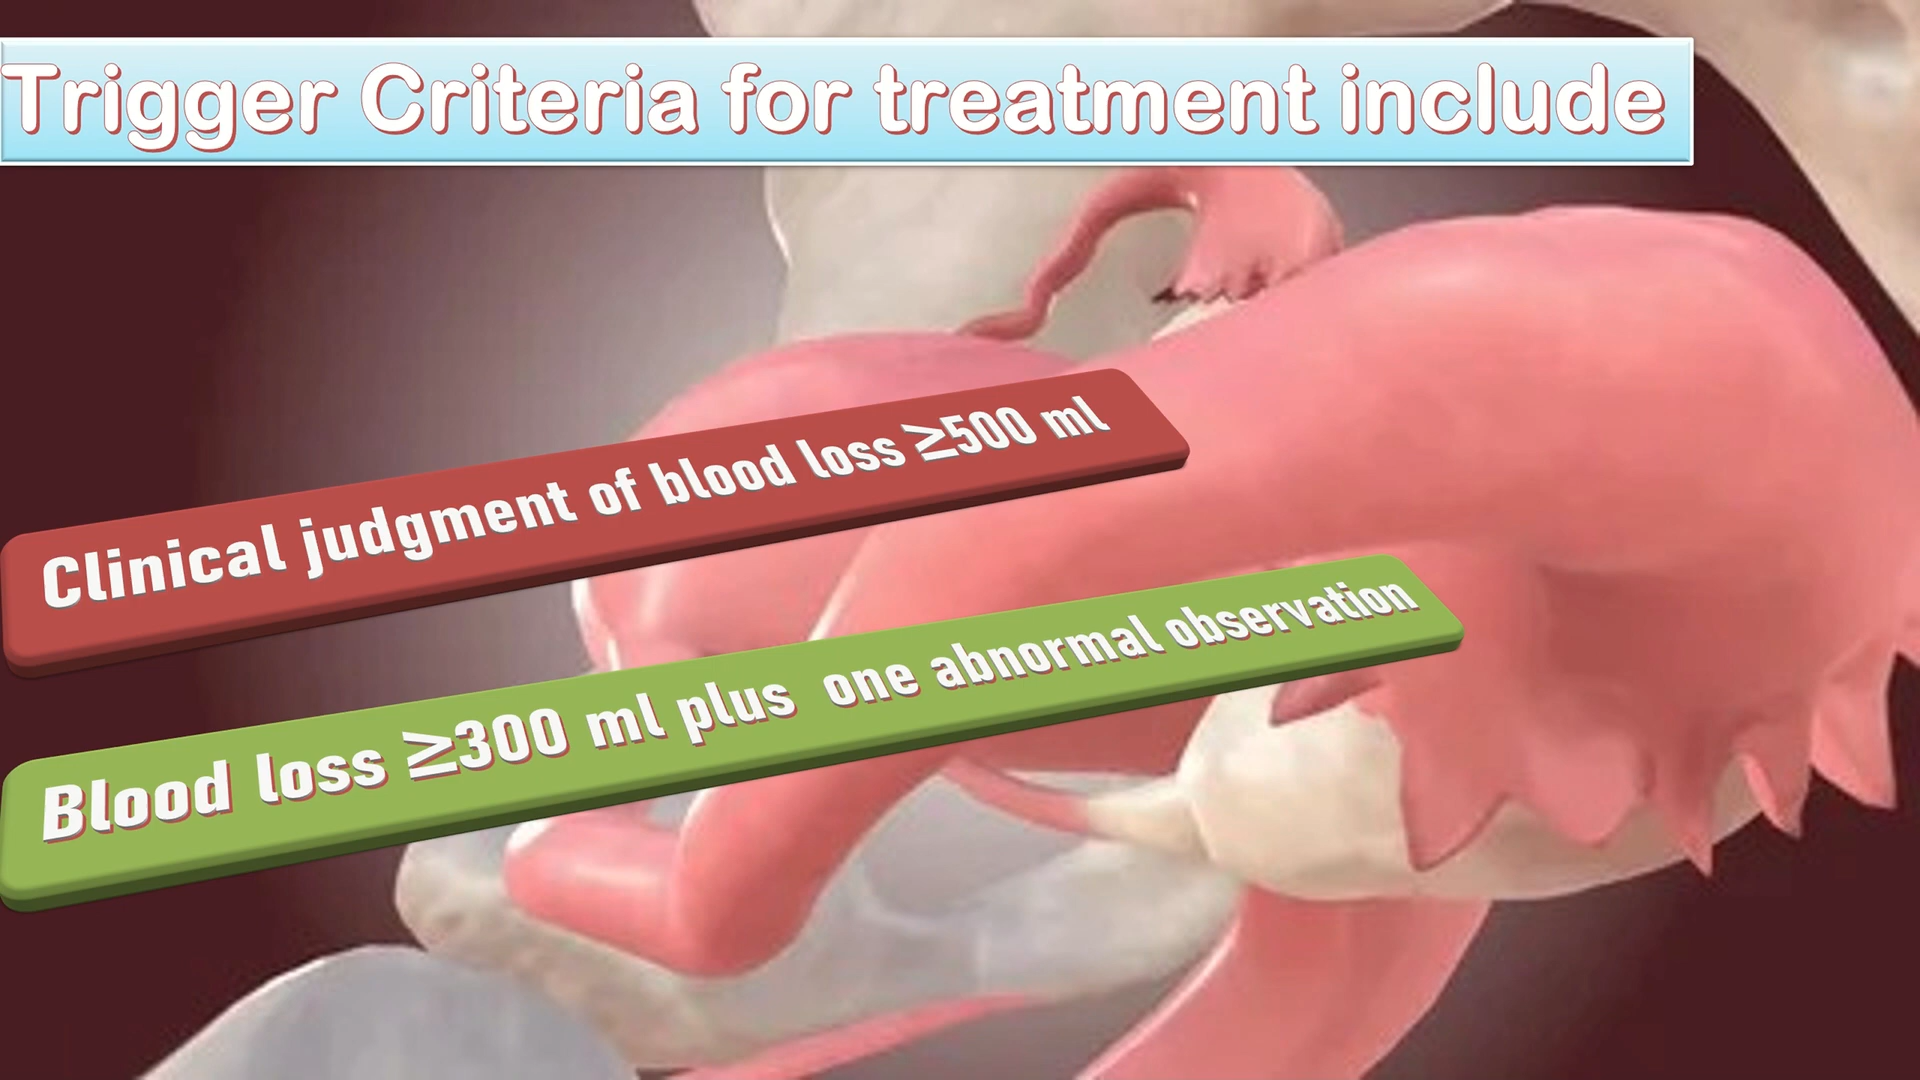 Trigger Criteria for treatment include
Clinical judgment of blood loss ≥500 ml
Blood loss ≥300 ml plus one abnormal observation